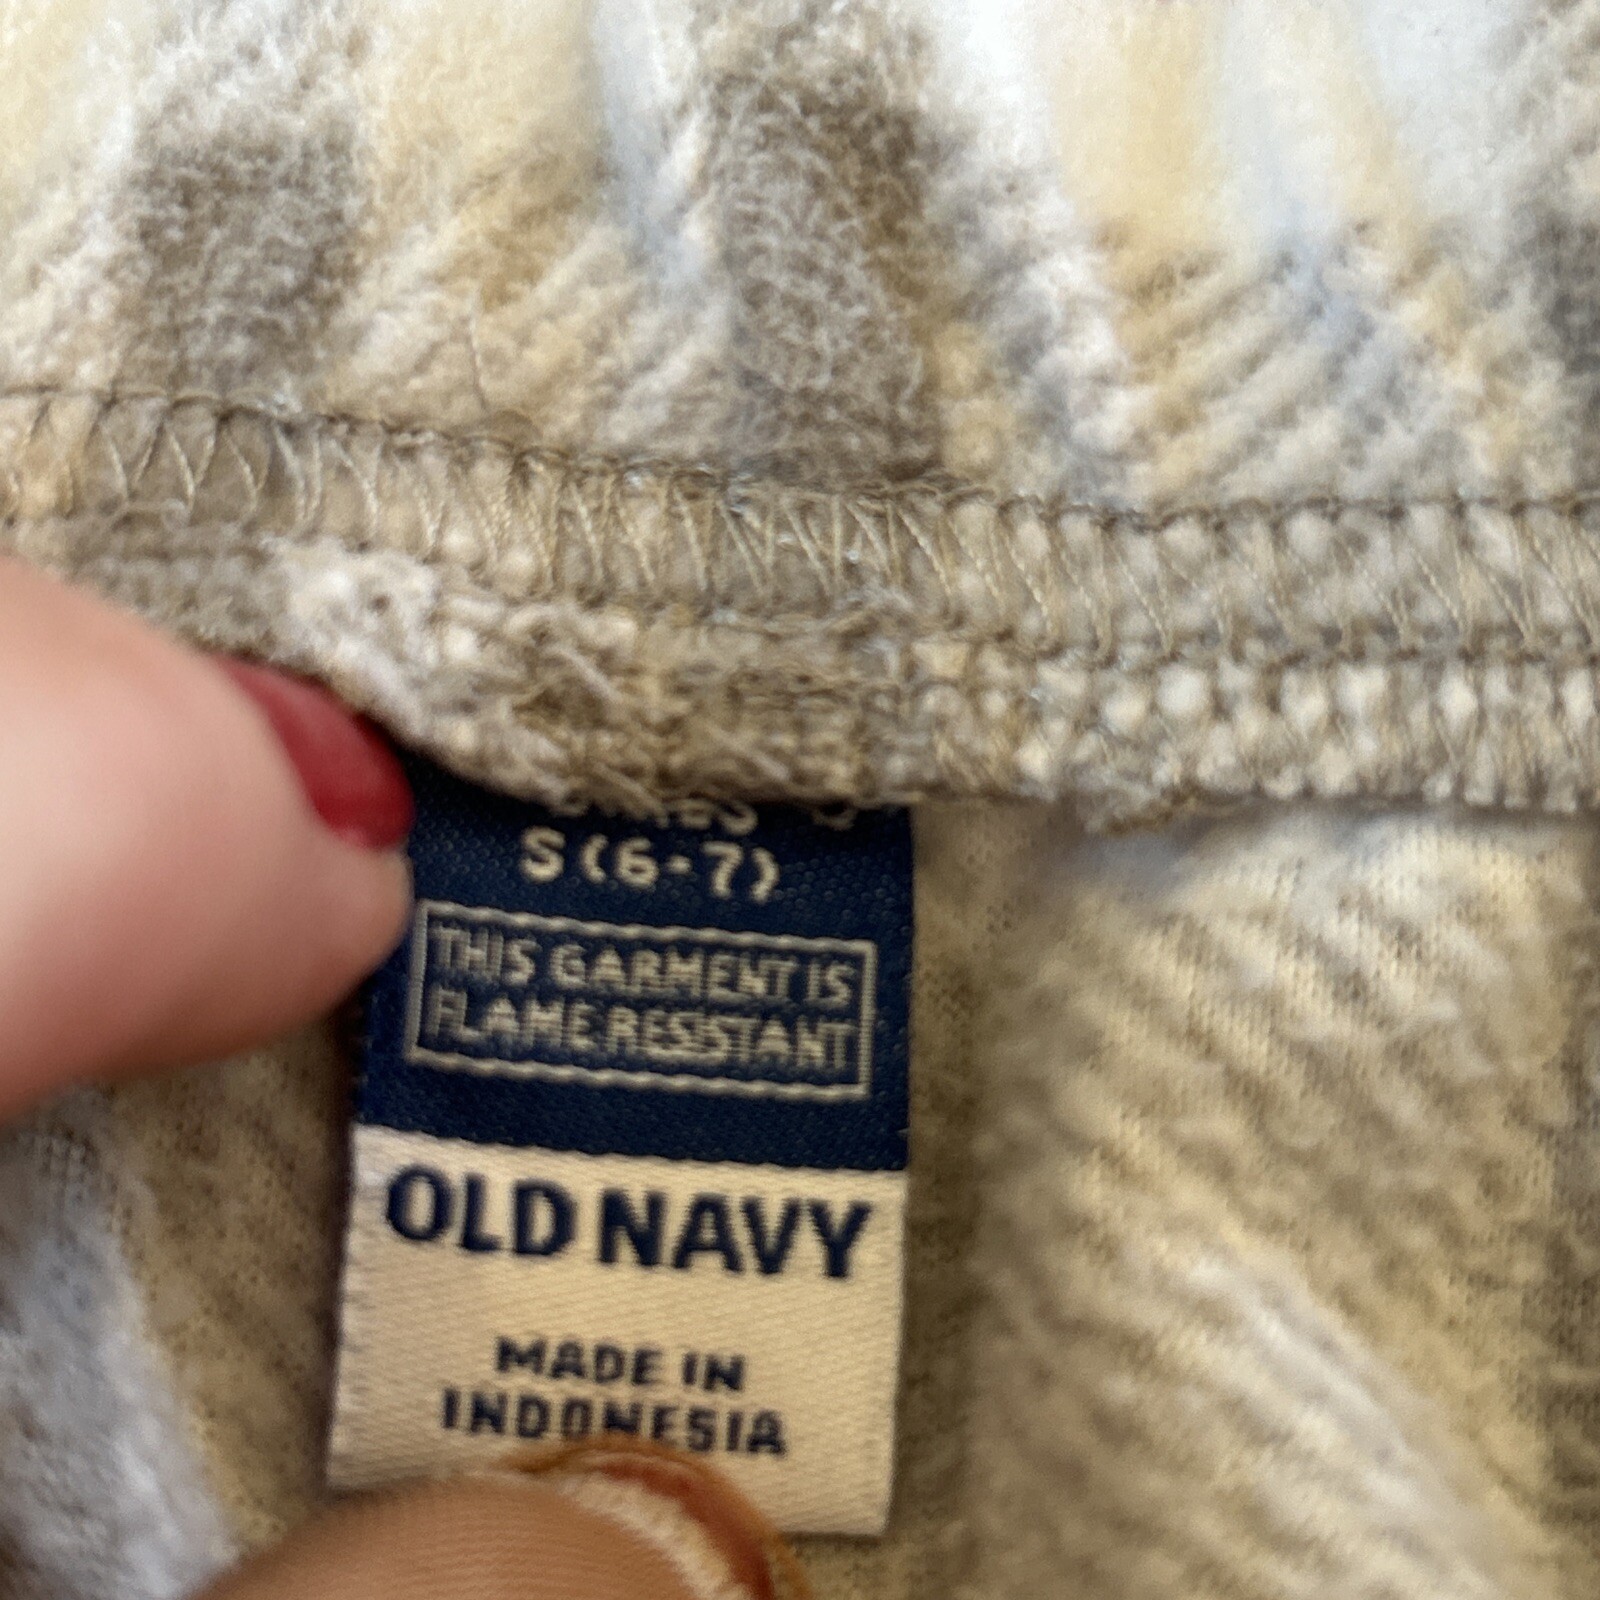 S (6-7)
THIS GARMENT IS
FLAME RESISTANT
OLD NAVY
MADE IN
INDONESIA